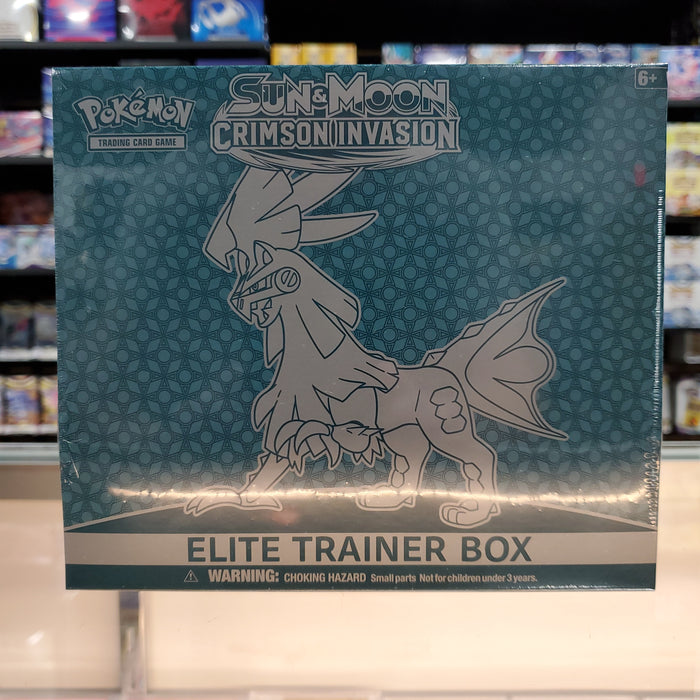 Pokémon
TRADING CARD GAME
SUN & MOON
CRIMSON INVASION
6+
ELITE TRAINER BOX
WARNING: CHOKING HAZARD Small parts Not for children under 3 years.